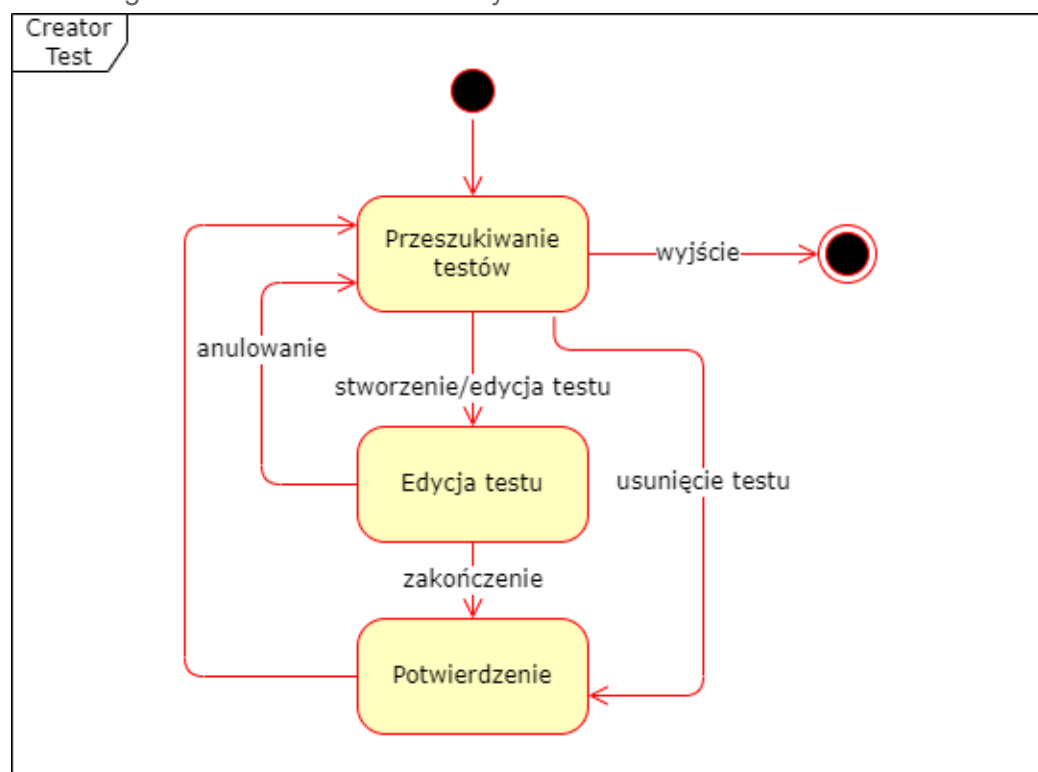 Creator
Test
Przeszukiwanie
testów
wyjście
anulowanie
stworzenie/edycja testu
Edycja testu
usunięcie testu
zakończenie
Potwierdzenie